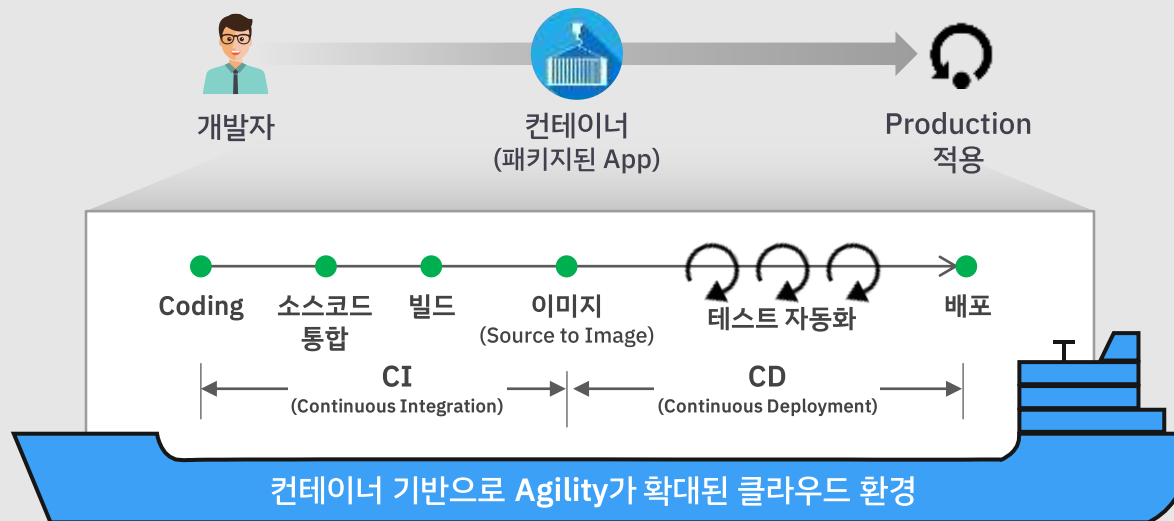 개발자
컨테이너
(패키지된 App)
Production
적용
Coding
소스코드
통합
빌드
이미지
(Source to Image)
테스트 자동화
배포
CI
(Continuous Integration)
CD
(Continuous Deployment)
컨테이너 기반으로 Agility가 확대된 클라우드 환경